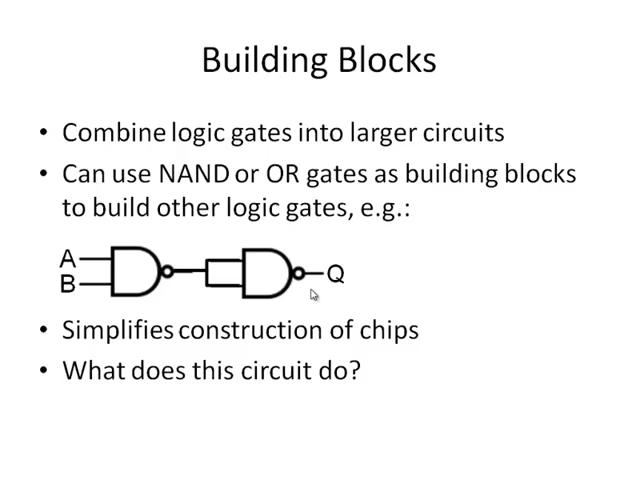 Building Blocks
• Combine logic gates into larger circuits
• Can use NAND or OR gates as building blocks
to build other logic gates, e.g.:
A
B
Q
• Simplifies construction of chips
• What does this circuit do?